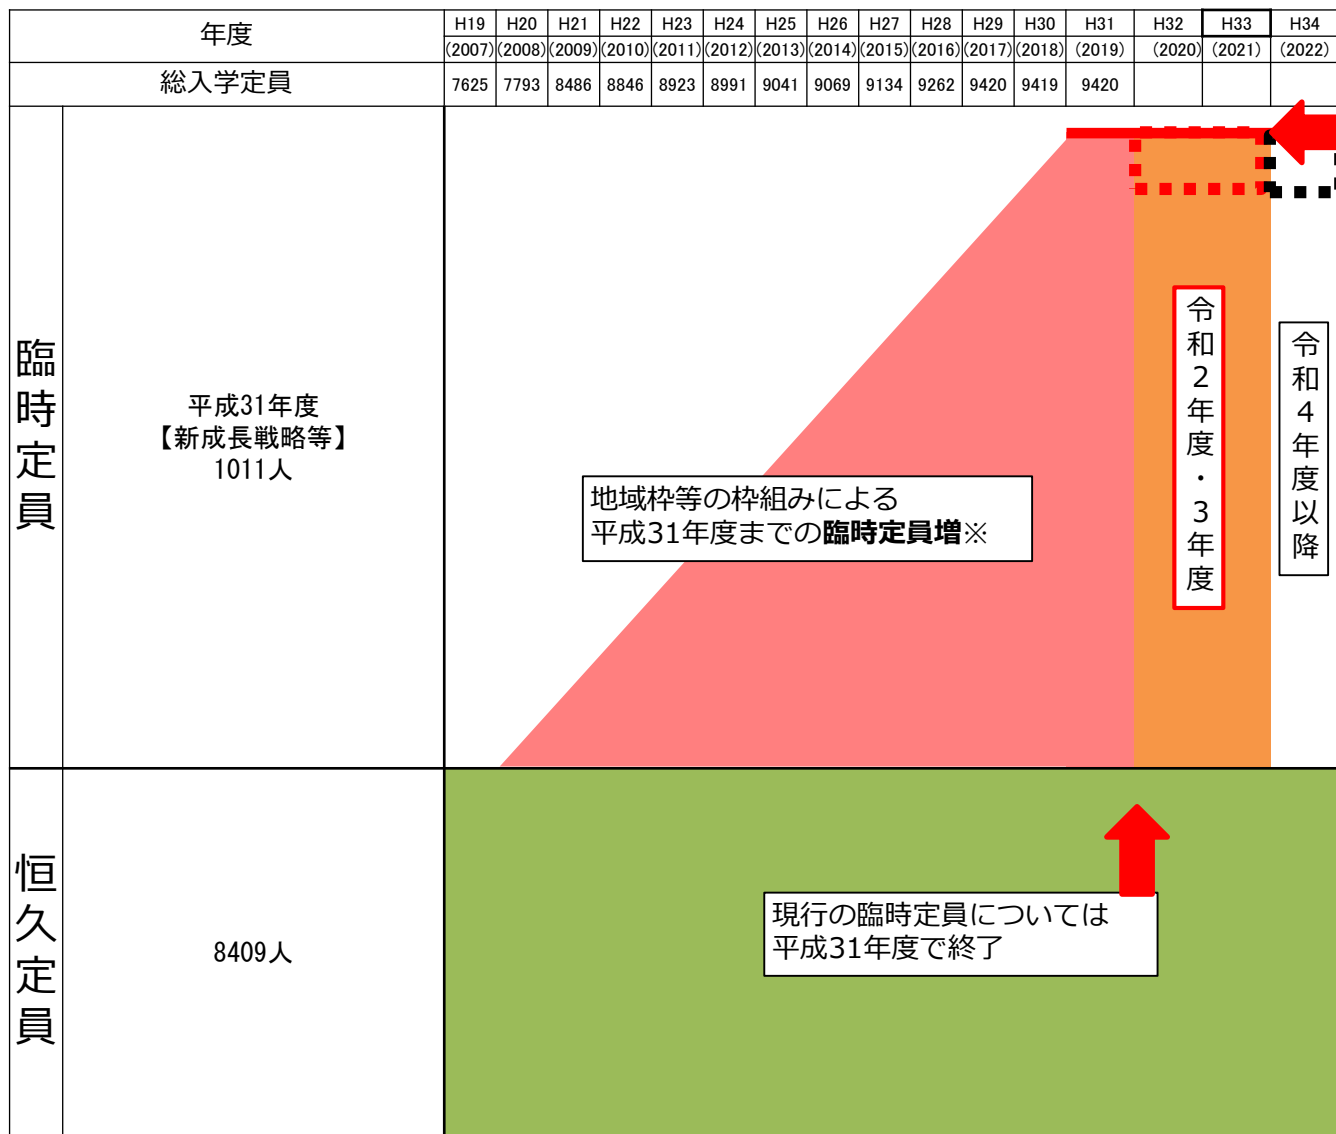 年度 H19 H20 H21 H22 H23 H24 H25 H26 H27 H28 H29 H30 H31 H32 H33 H34
(2007) (2008) (2009) (2010) (2011) (2012) (2013) (2014) (2015) (2016) (2017) (2018) (2019) (2020) (2021) (2022)
総入学定員 7625 7793 8486 8846 8923 8991 9041 9069 9134 9262 9420 9419 9420
臨時定員
平成31年度
【新成長戦略等】
1011人
地域枠等の枠組みによる
平成31年度までの臨時定員増※
令和2年度・3年度
令和4年度以降
恒久定員
8409人
現行の臨時定員については
平成31年度で終了